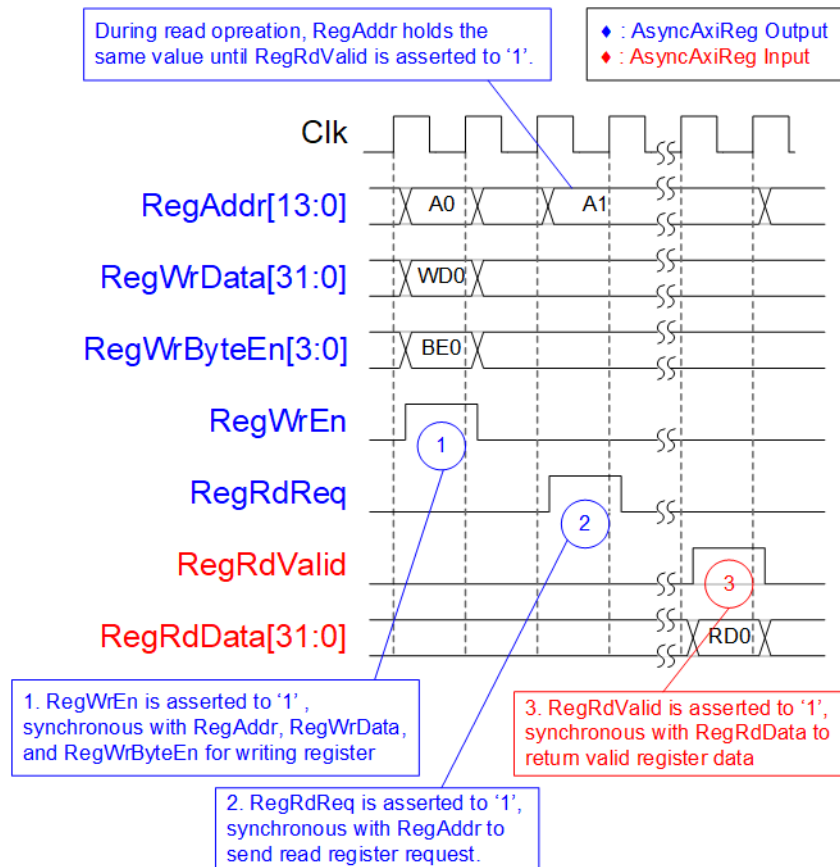 During read opreation, RegAddr holds the
same value until RegRdValid is asserted to ‘1’.
♦ : AsyncAxiReg Output
♦ : AsyncAxiReg Input
Clk
RegAddr[13:0]
A0
A1
RegWrData[31:0]
WD0
RegWrByteEn[3:0]
BE0
RegWrEn
1
RegRdReq
2
RegRdValid
3
RegRdData[31:0]
RD0
1. RegWrEn is asserted to ‘1’ ,
synchronous with RegAddr, RegWrData,
and RegWrByteEn for writing register
3. RegRdValid is asserted to ‘1’,
synchronous with RegRdData to
return valid register data
2. RegRdReq is asserted to ‘1’,
synchronous with RegAddr to
send read register request.